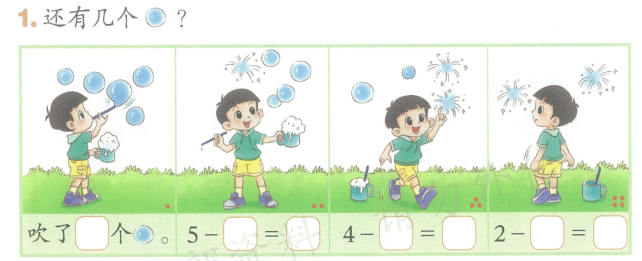 1. 还有几个 ？
吹了 个 。 5－ ＝
4－ ＝ 2－ ＝